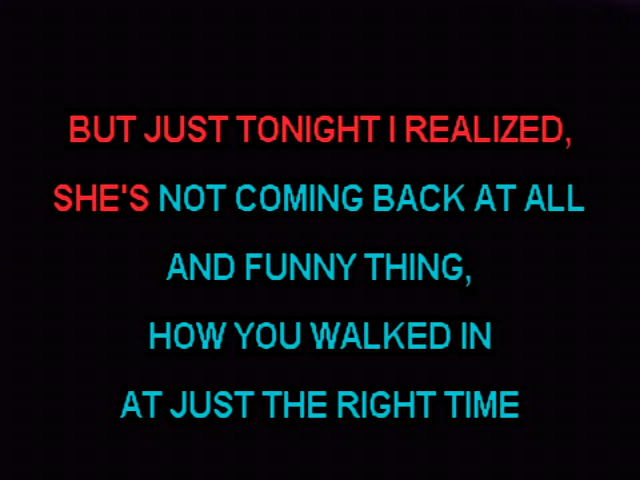 BUT JUST TONIGHT I REALIZED,
SHE'S NOT COMING BACK AT ALL
AND FUNNY THING,
HOW YOU WALKED IN
AT JUST THE RIGHT TIME